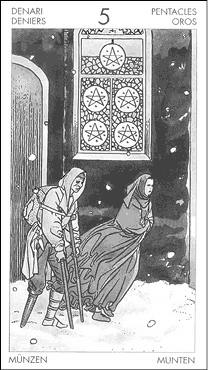 DENARI 5 PENTACLES
DENIERS OROS
MÜNZEN MUNTEN